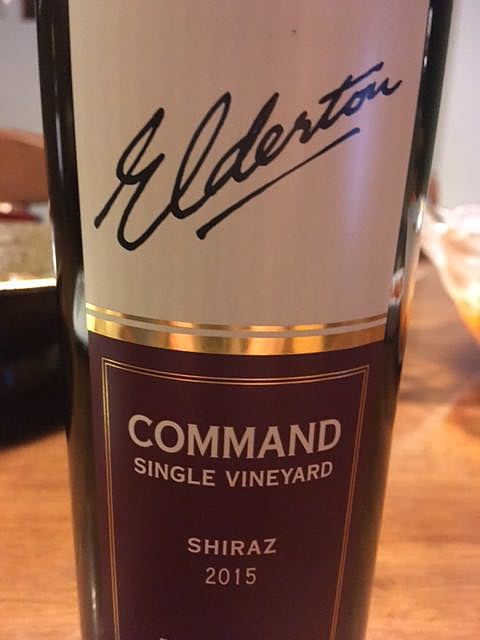 Elderton
COMMAND
SINGLE VINEYARD
SHIRAZ
2015